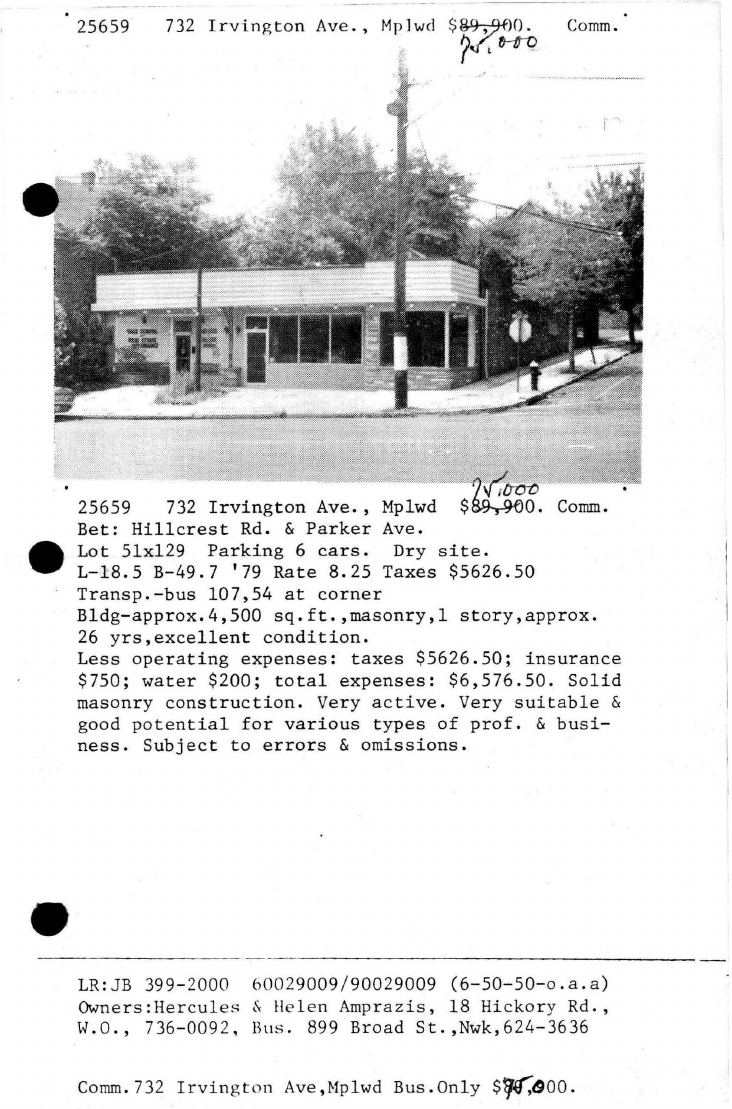 25659 732 Irvington Ave., Mplwd $89,900. Comm.
75,000
75,000
25659 732 Irvington Ave., Mplwd $89,900. Comm.
Bet: Hillcrest Rd. & Parker Ave.
Lot 51x129 Parking 6 cars. Dry site.
L-18.5 B-49.7 '79 Rate 8.25 Taxes $5626.50
Transp.-bus 107,54 at corner
Bldg-approx.4,500 sq.ft.,masonry,1 story,approx.
26 yrs,excellent condition.
Less operating expenses: taxes $5626.50; insurance
$750; water $200; total expenses: $6,576.50. Solid
masonry construction. Very active. Very suitable &
good potential for various types of prof. & busi-
ness. Subject to errors & omissions.
LR:JB 399-2000 60029009/90029009 (6-50-50-o.a.a)
Owners:Hercules & Helen Amprazis, 18 Hickory Rd.,
W.O., 736-0092, Bus. 899 Broad St.,Nwk,624-3636
Comm.732 Irvington Ave,Mplwd Bus.Only $75,000.